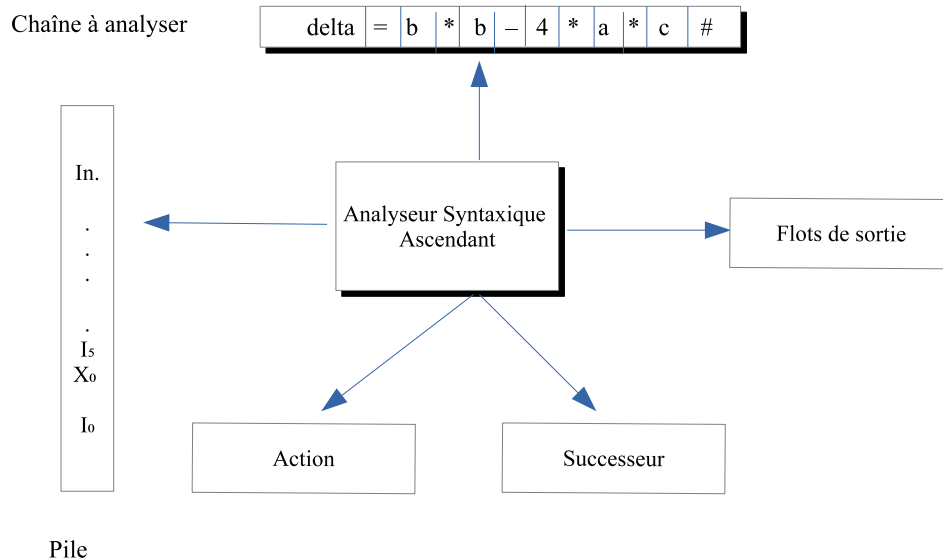 Chaîne à analyser
delta = b * b – 4 * a * c #
In.
.
.
.
.
I5
X0
I0
Analyseur Syntaxique
Ascendant
Flots de sortie
Action
Successeur
Pile